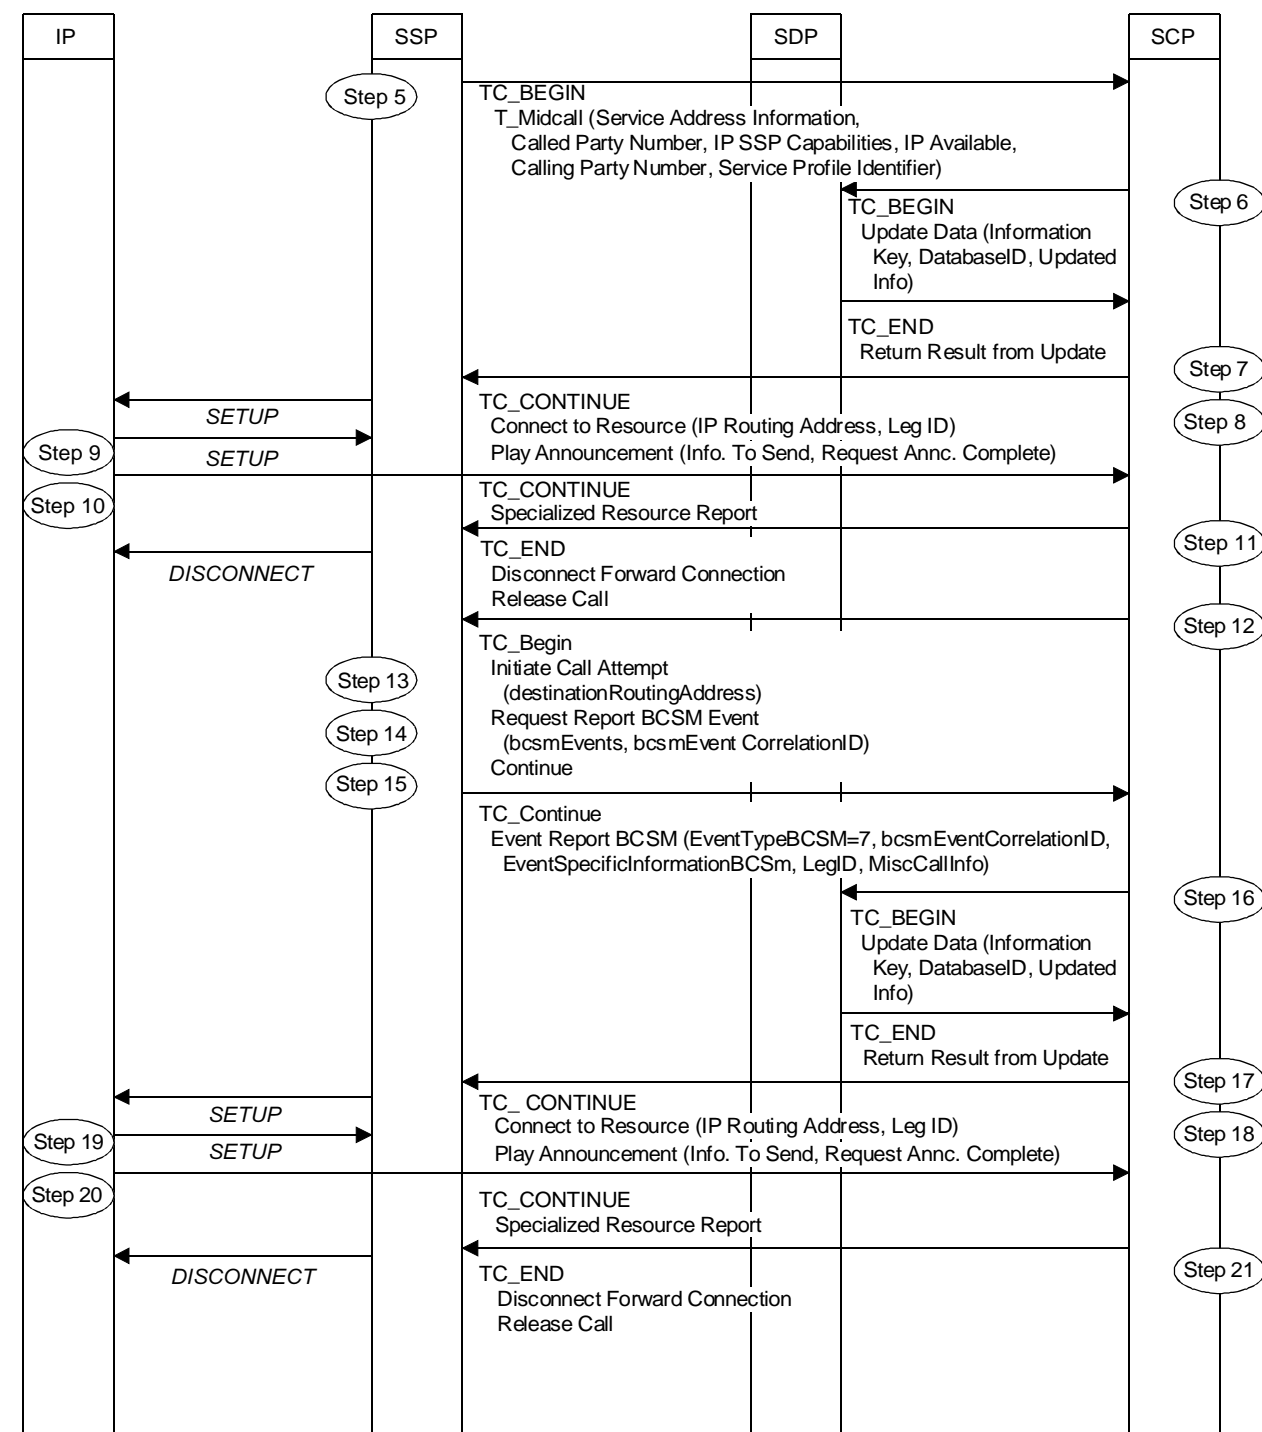 IP
SSP
SDP
SCP
Step 5
TC_BEGIN
T_Midcall (Service Address Information,
Called Party Number, IP SSP Capabilities, IP Available,
Calling Party Number, Service Profile Identifier)
Step 6
TC_BEGIN
Update Data (Information
Key, DatabaseID, Updated
Info)
TC_END
Return Result from Update
Step 7
SETUP
TC_CONTINUE
Connect to Resource (IP Routing Address, Leg ID)
Step 8
Step 9
SETUP
Play Announcement (Info. To Send, Request Annc. Complete)
Step 10
TC_CONTINUE
Specialized Resource Report
Step 11
DISCONNECT
TC_END
Disconnect Forward Connection
Release Call
Step 12
TC_Begin
Initiate Call Attempt
Step 13
(destinationRoutingAddress)
Request Report BCSM Event
Step 14
(bcsmEvents, bcsmEvent CorrelationID)
Continue
Step 15
TC_Continue
Event Report BCSM (EventTypeBCSM=7, bcsmEventCorrelationID,
EventSpecificInformationBCSm, LegID, MiscCallInfo)
Step 16
TC_BEGIN
Update Data (Information
Key, DatabaseID, Updated
Info)
TC_END
Return Result from Update
Step 17
SETUP
TC_ CONTINUE
Connect to Resource (IP Routing Address, Leg ID)
Step 18
Step 19
SETUP
Play Announcement (Info. To Send, Request Annc. Complete)
Step 20
TC_CONTINUE
Specialized Resource Report
Step 21
DISCONNECT
TC_END
Disconnect Forward Connection
Release Call